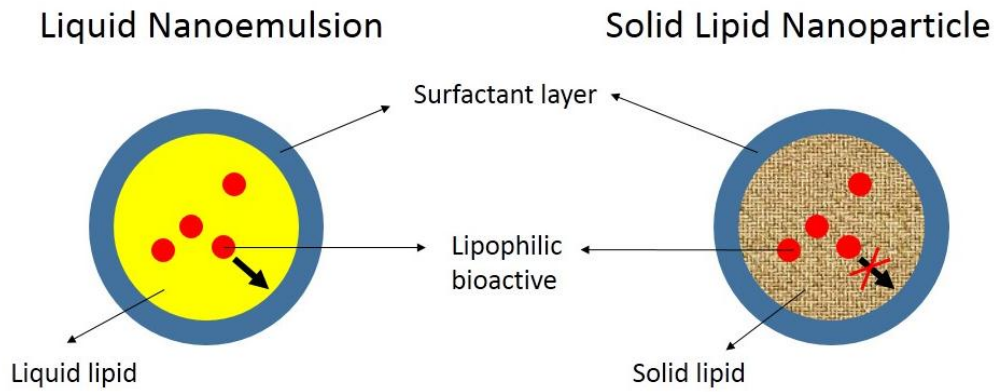 Liquid Nanoemulsion
Solid Lipid Nanoparticle
Surfactant layer
Lipophilic
bioactive
Liquid lipid
Solid lipid